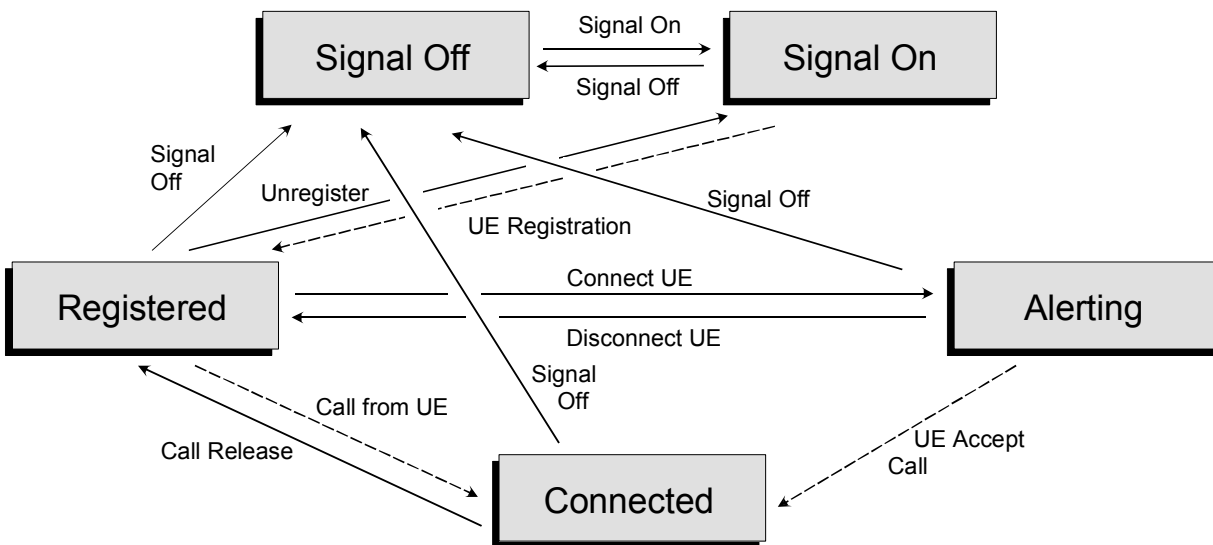 Signal Off
Signal On
Signal On
Signal Off
Signal
Off
Unregister
UE Registration
Signal Off
Registered
Connect UE
Disconnect UE
Alerting
Signal
Off
Call from UE
Call Release
UE Accept
Call
Connected